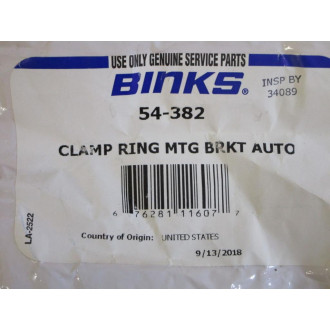 USE ONLY GENUINE SERVICE PARTS
BINKS®
INSP BY
34089
54-382
CLAMP RING MTG BRKT AUTO
6 76281 11607 7
LA-2522
Country of Origin: UNITED STATES
9/13/2018